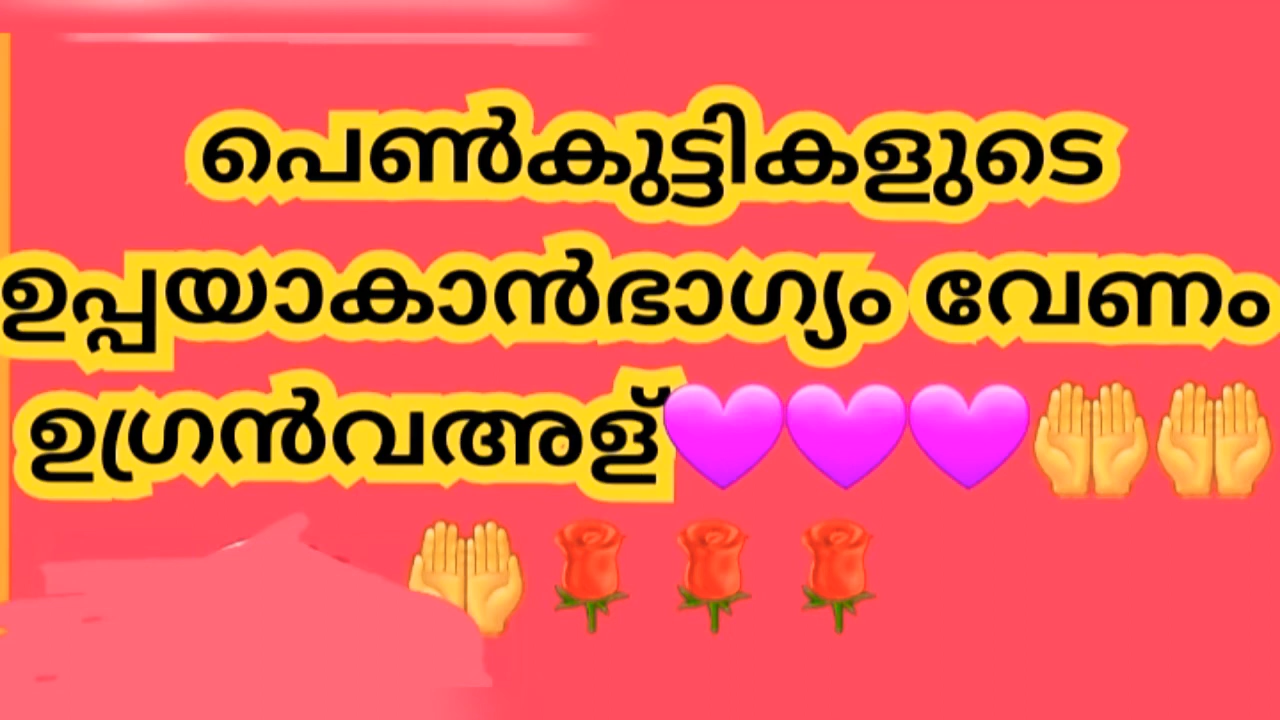 പെൺകുട്ടികളുടെ
ഉപ്പയാകാൻഭാഗ്യം വേണം
ഉഗ്രൻവഅള്💜💜💜🤲🤲
🤲🌹🌹🌹